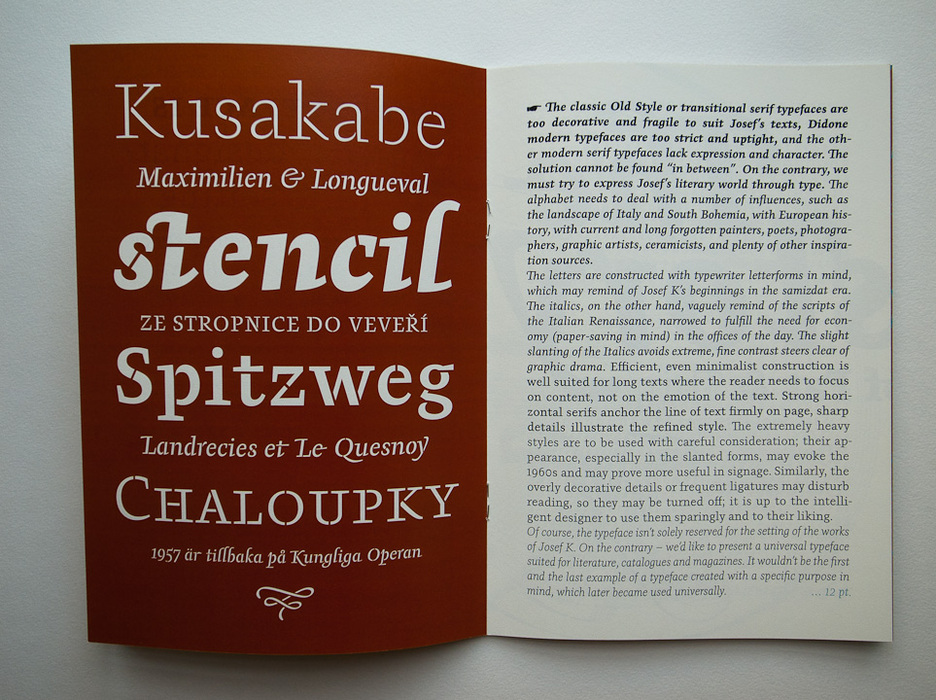 Kusakabe
Maximilien & Longueval
stencil
ZE STROPNICE DO VEVEŘÍ
Spitzweg
Landrecies et Le Quesnoy
CHALOUPKY
1957 är tillbaka på Kungliga Operan
☛ The classic Old Style or transitional serif typefaces are
too decorative and fragile to suit Josef’s texts, Didone
modern typefaces are too strict and uptight, and the oth-
er modern serif typefaces lack expression and character. The
solution cannot be found “in between”. On the contrary, we
must try to express Josef’s literary world through type. The
alphabet needs to deal with a number of influences, such as
the landscape of Italy and South Bohemia, with European his-
tory, with current and long forgotten painters, poets, photogra-
phers, graphic artists, ceramicists, and plenty of other inspira-
tion sources.
The letters are constructed with typewriter letterforms in mind,
which may remind of Josef K’s beginnings in the samizdat era.
The italics, on the other hand, vaguely remind of the scripts of
the Italian Renaissance, narrowed to fulfill the need for econ-
omy (paper-saving in mind) in the offices of the day. The slight
slanting of the Italics avoids extreme, fine contrast steers clear of
graphic drama. Efficient, even minimalist construction is
well suited for long texts where the reader needs to focus
on content, not on the emotion of the text. Strong hori-
zontal serifs anchor the line of text firmly on page, sharp
details illustrate the refined style. The extremely heavy
styles are to be used with careful consideration; their ap-
pearance, especially in the slanted forms, may evoke the
1960s and may prove more useful in signage. Similarly, the
overly decorative details or frequent ligatures may disturb
reading, so they may be turned off; it is up to the intelli-
gent designer to use them sparingly and to their liking.
Of course, the typeface isn’t solely reserved for the setting of the works
of Josef K. On the contrary – we’d like to present a universal typeface
suited for literature, catalogues and magazines. It wouldn’t be the first
and the last example of a typeface created with a specific purpose in
mind, which later became used universally. ... 12 pt.